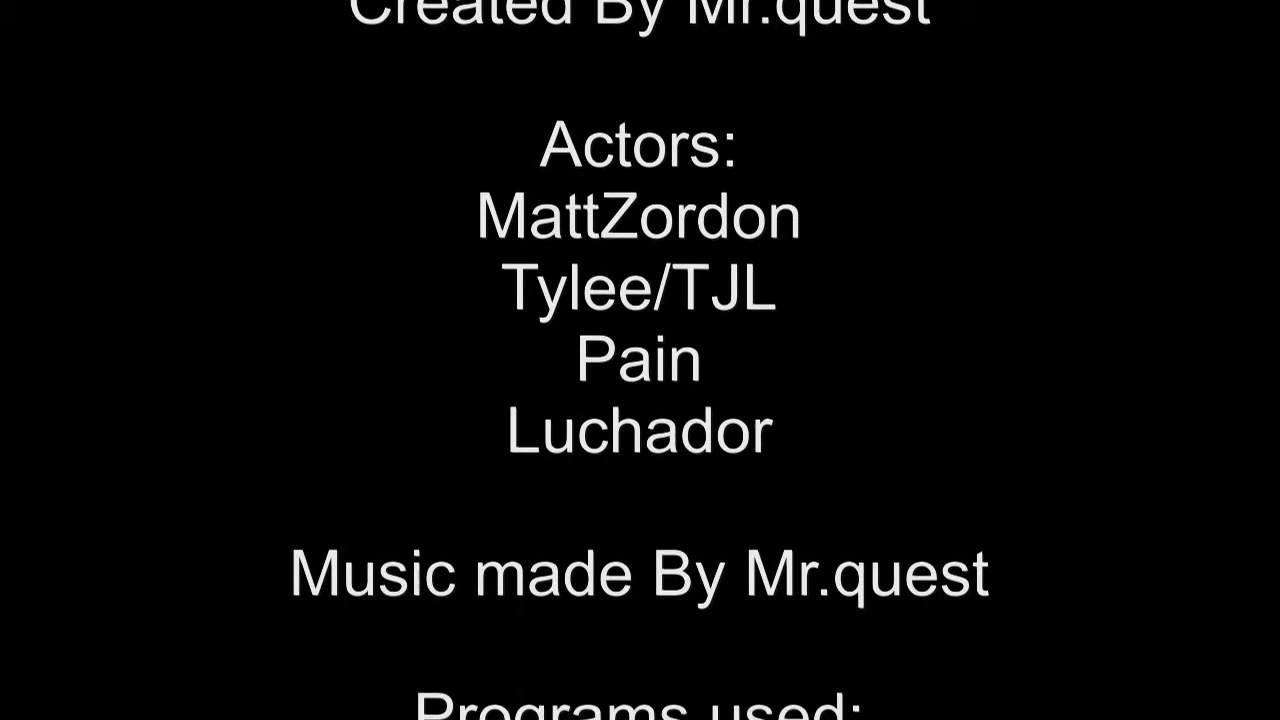 Created By Mr.quest
Actors:
MattZordon
Tylee/TJL
Pain
Luchador
Music made By Mr.quest
Programs used: